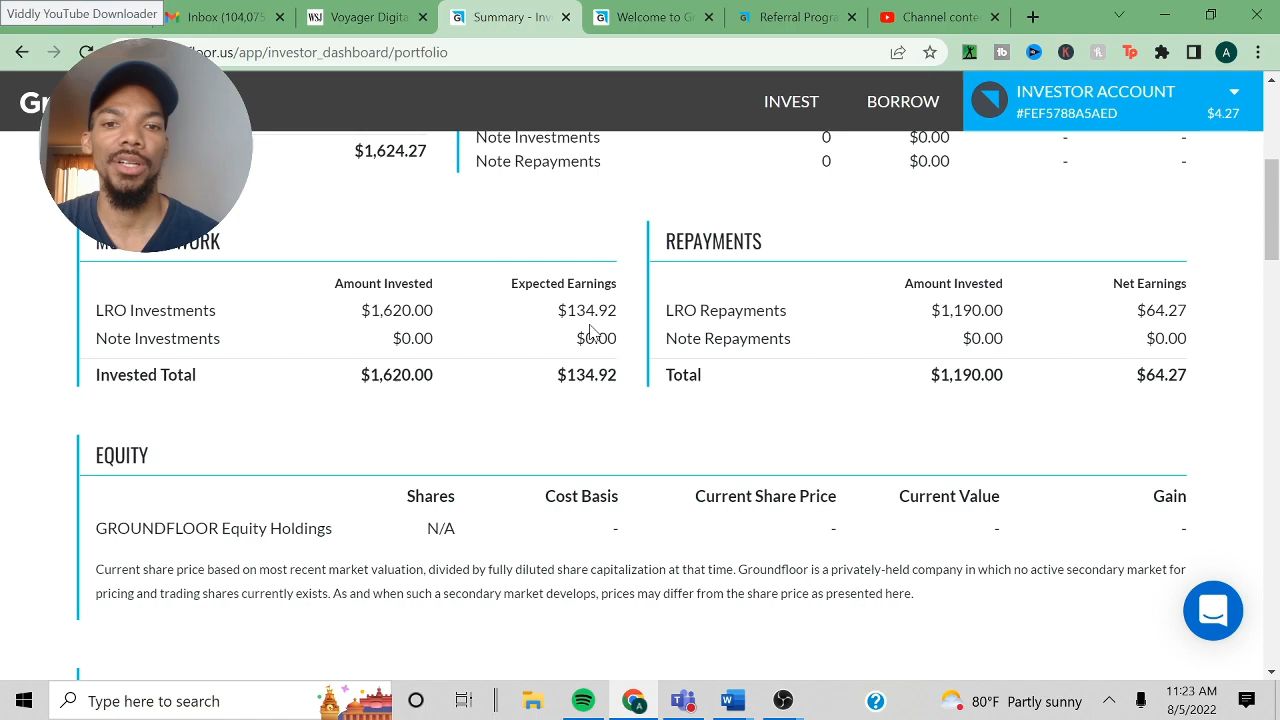 Viddly YouTube Downloader
Inbox (104,075
WSJ Voyager Digita
Summary - Inv
Welcome to G
Referral Progr
Channel conte
floor.us/app/investor_dashboard/portfolio
A
Gr
INVEST
BORROW
INVESTOR ACCOUNT
#FEF5788A5AED
$4.27
$1,624.27
Note Investments 0 $0.00 - -
Note Repayments 0 $0.00 - -
REPAYMENTS
Amount Invested Expected Earnings
LRO Investments $1,620.00 $134.92
Note Investments $0.00 $0.00
Invested Total $1,620.00 $134.92
Amount Invested Net Earnings
LRO Repayments $1,190.00 $64.27
Note Repayments $0.00 $0.00
Total $1,190.00 $64.27
EQUITY
Shares Cost Basis Current Share Price Current Value Gain
GROUNDFLOOR Equity Holdings N/A - - - -
Current share price based on most recent market valuation, divided by fully diluted share capitalization at that time. Groundfloor is a privately-held company in which no active secondary market for
pricing and trading shares currently exists. As and when such a secondary market develops, prices may differ from the share price as presented here.
Type here to search
80°F Partly sunny
11:23 AM
8/5/2022